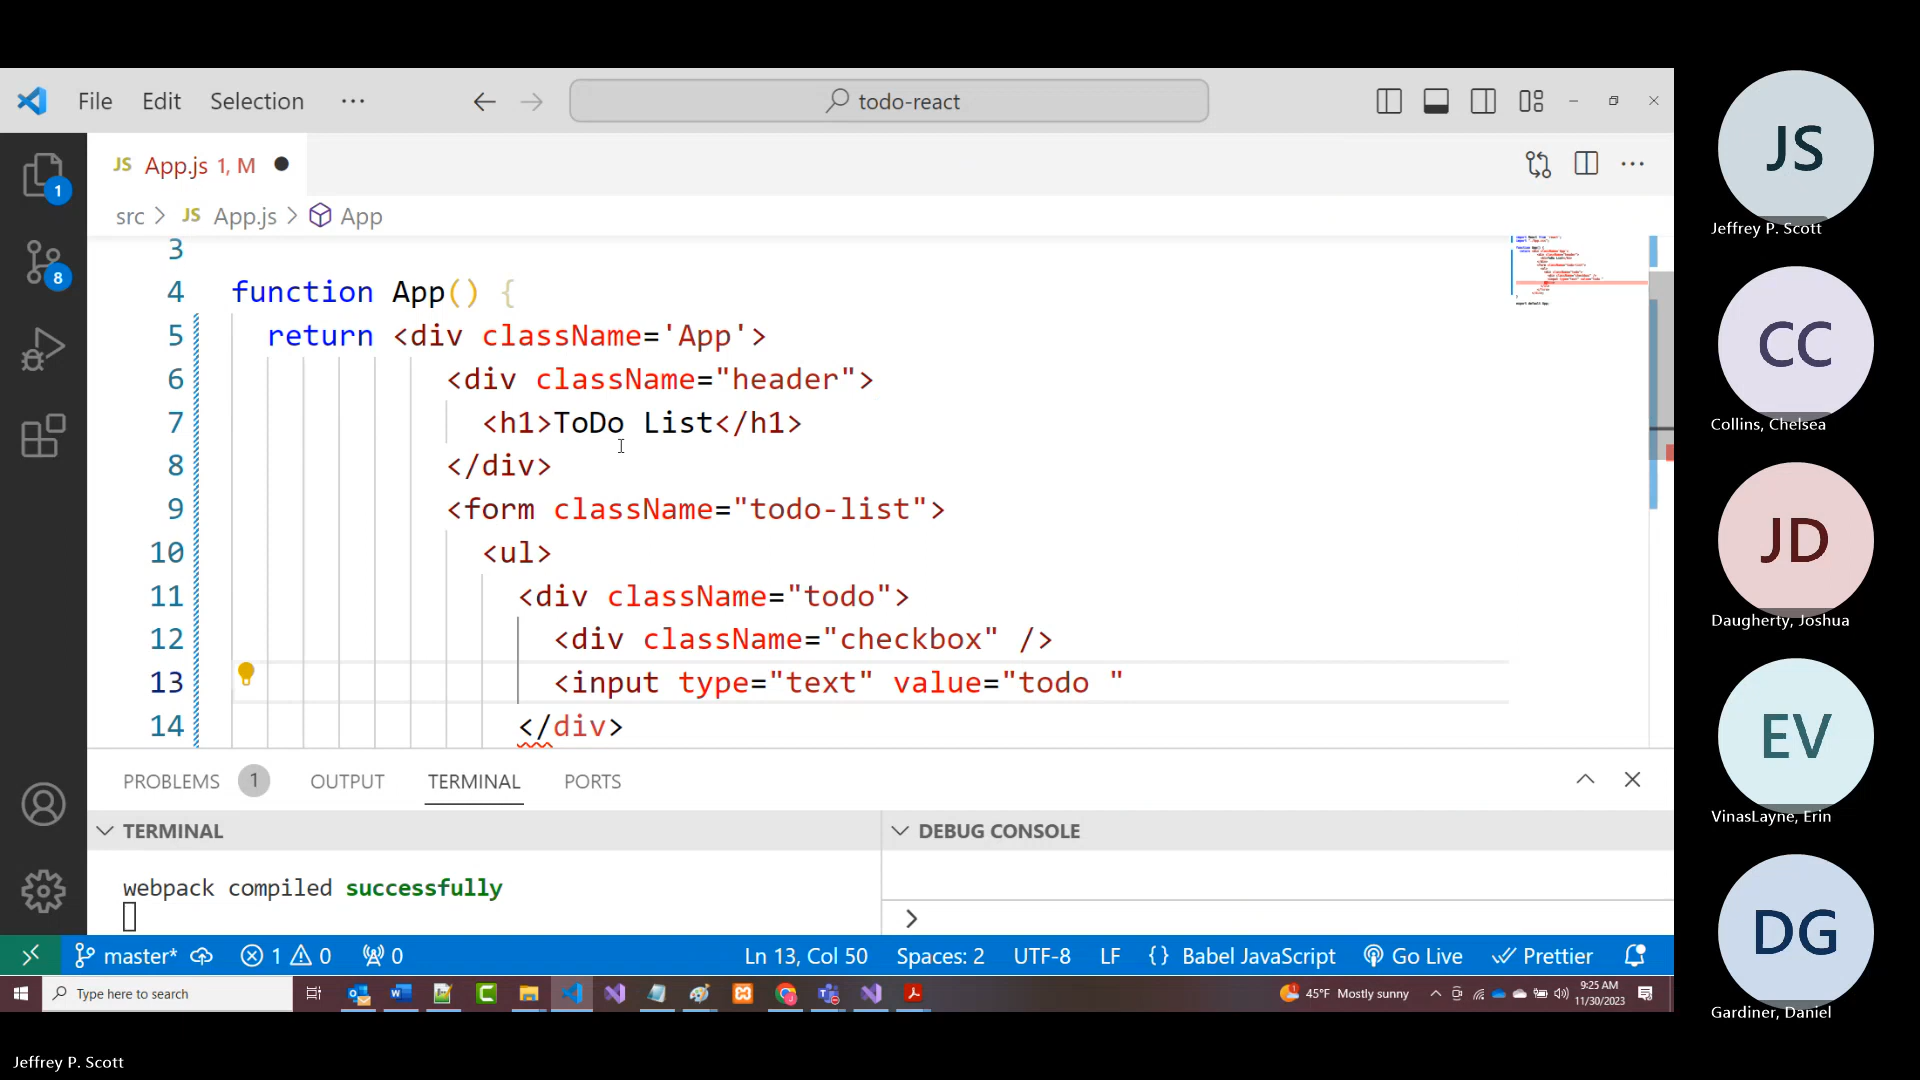 File Edit Selection ··· todo-react
JS App.js 1, M
src > JS App.js > App
3
4 function App() {
5 return <div className='App'>
6 <div className="header">
7 <h1>ToDo List</h1>
8 </div>
9 <form className="todo-list">
10 <ul>
11 <div className="todo">
12 <div className="checkbox" />
13 <input type="text" value="todo "
14 </div>
1
8
PROBLEMS 1 OUTPUT TERMINAL PORTS
TERMINAL
webpack compiled successfully
DEBUG CONSOLE
>
master* 1 0 0 Ln 13, Col 50 Spaces: 2 UTF-8 LF {} Babel JavaScript Go Live Prettier
Type here to search
45°F Mostly sunny
9:25 AM
11/30/2023
JS
Jeffrey P. Scott
CC
Collins, Chelsea
JD
Daugherty, Joshua
EV
VinasLayne, Erin
DG
Gardiner, Daniel
Jeffrey P. Scott